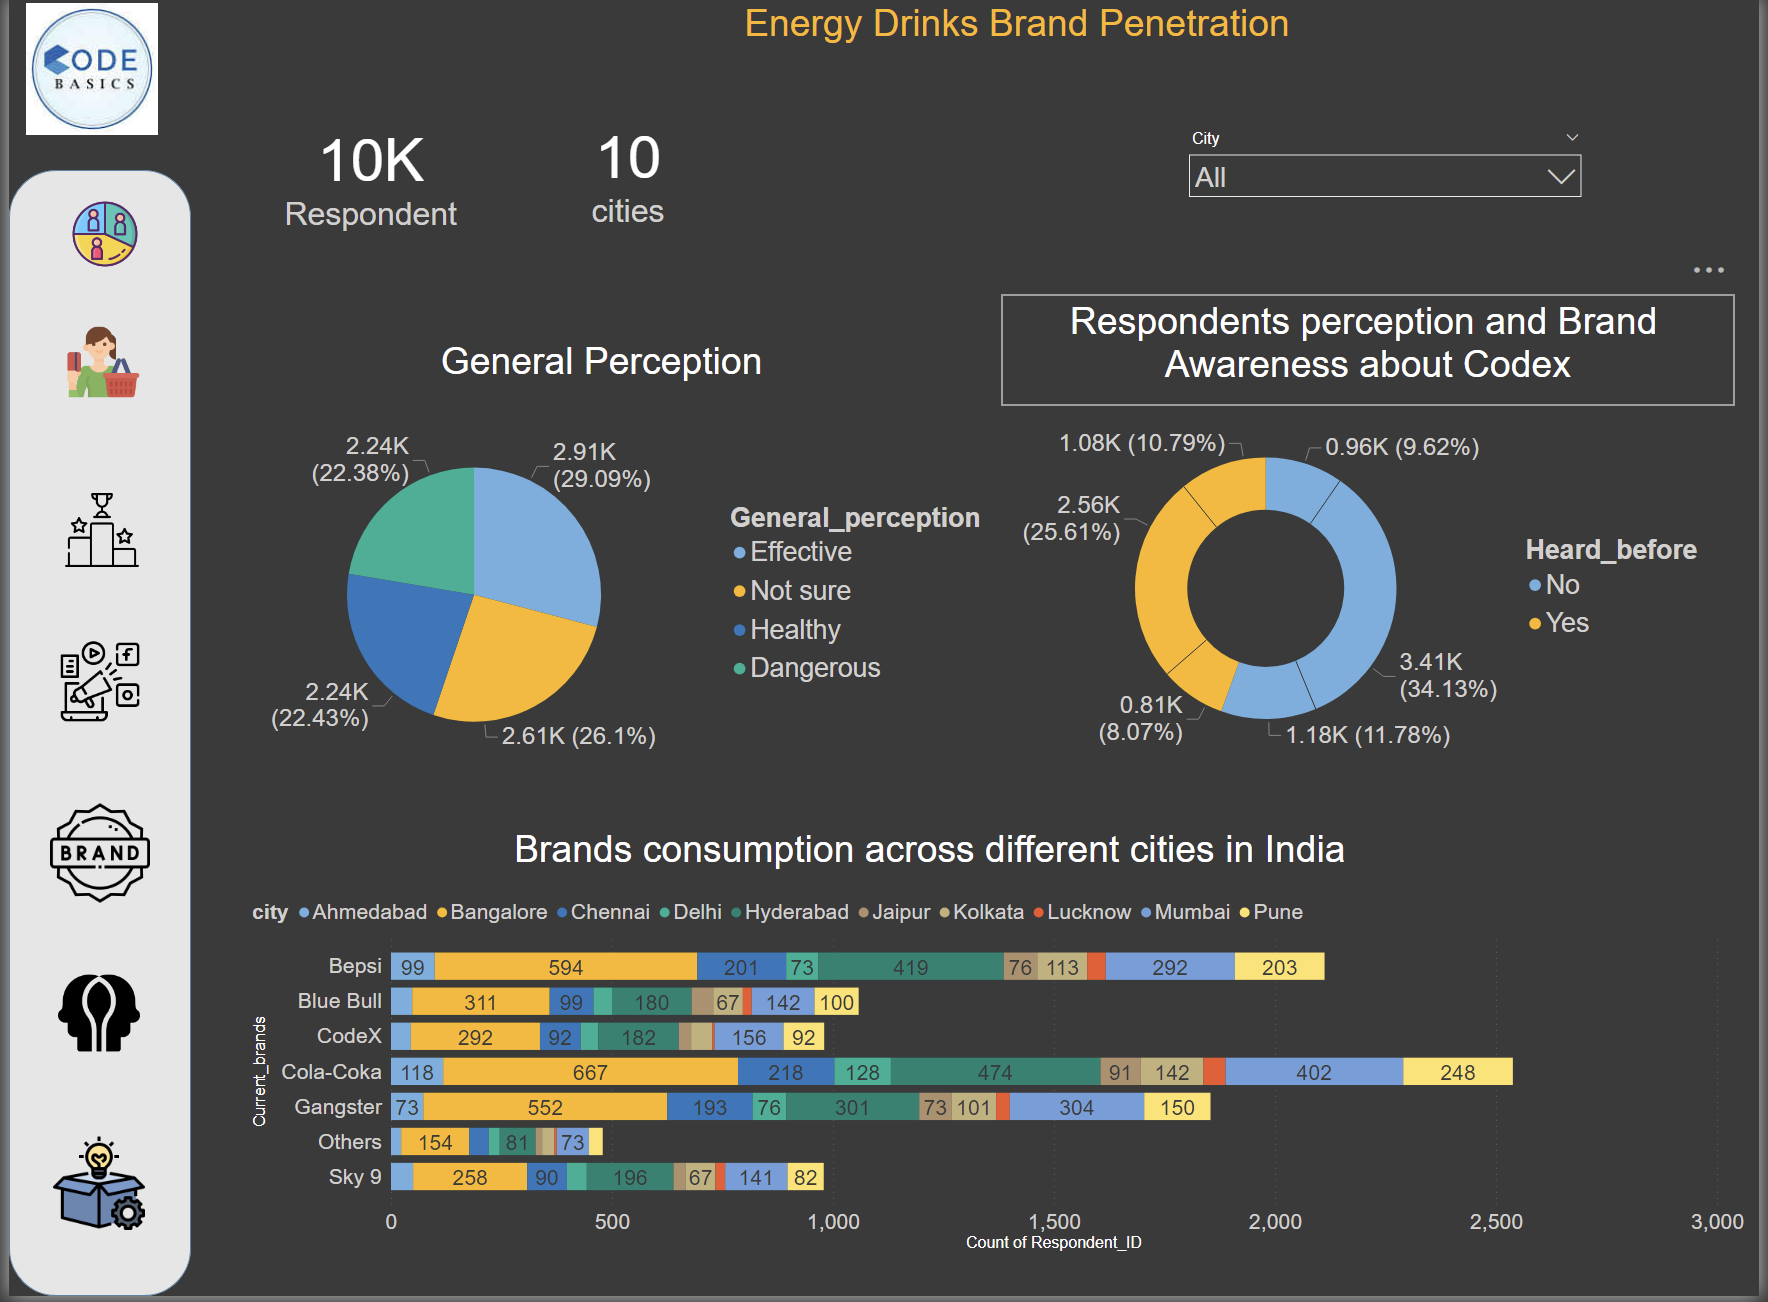 Energy Drinks Brand Penetration
CODE
BASICS
10K
Respondent
10
cities
City
All
General Perception
2.24K
(22.38%)
2.91K
(29.09%)
2.24K
(22.43%)
2.61K (26.1%)
General_perception
Effective
Not sure
Healthy
Dangerous
Respondents perception and Brand
Awareness about Codex
1.08K (10.79%)
0.96K (9.62%)
2.56K
(25.61%)
3.41K
(34.13%)
0.81K
(8.07%)
1.18K (11.78%)
Heard_before
No
Yes
BRAND
Brands consumption across different cities in India
city Ahmedabad Bangalore Chennai Delhi Hyderabad Jaipur Kolkata Lucknow Mumbai Pune
Current_brands
Bepsi 99 594 201 73 419 76 113 292 203
Blue Bull 311 99 180 67 142 100
CodeX 292 92 182 156 92
Cola-Coka 118 667 218 128 474 91 142 402 248
Gangster 73 552 193 76 301 73 101 304 150
Others 154 81 73
Sky 9 258 90 196 67 141 82
0 500 1,000 1,500 2,000 2,500 3,000
Count of Respondent_ID